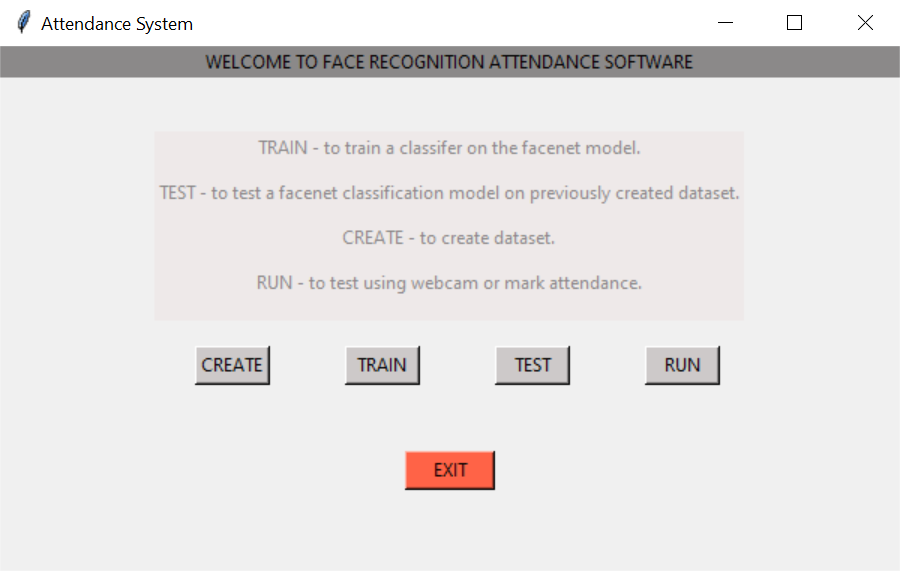 Attendance System
WELCOME TO FACE RECOGNITION ATTENDANCE SOFTWARE
TRAIN - to train a classifer on the facenet model.
TEST - to test a facenet classification model on previously created dataset.
CREATE - to create dataset.
RUN - to test using webcam or mark attendance.
CREATE TRAIN TEST RUN
EXIT